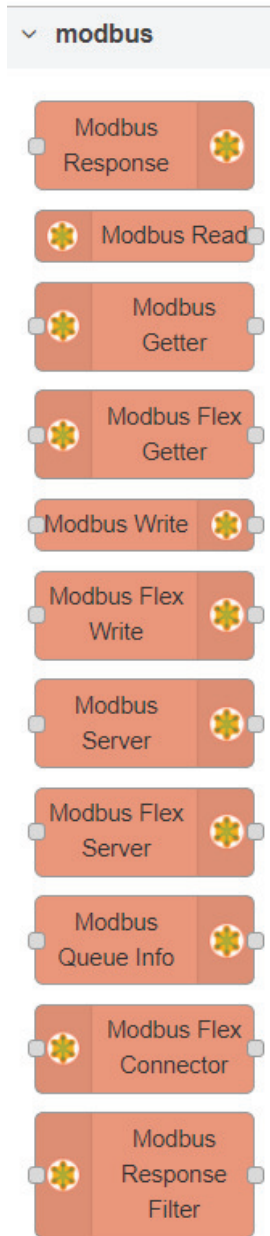 modbus
Modbus
Response
Modbus Read
Modbus
Getter
Modbus Flex
Getter
Modbus Write
Modbus Flex
Write
Modbus
Server
Modbus Flex
Server
Modbus
Queue Info
Modbus Flex
Connector
Modbus
Response
Filter